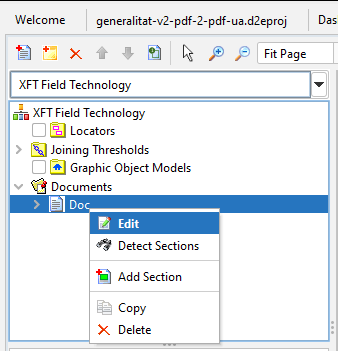 Welcome generalitat-v2-pdf-2-pdf-ua.d2eproj Das
Fit Page
XFT Field Technology
XFT Field Technology
Locators
Joining Thresholds
Graphic Object Models
Documents
Doc
Edit
Detect Sections
Add Section
Copy
Delete